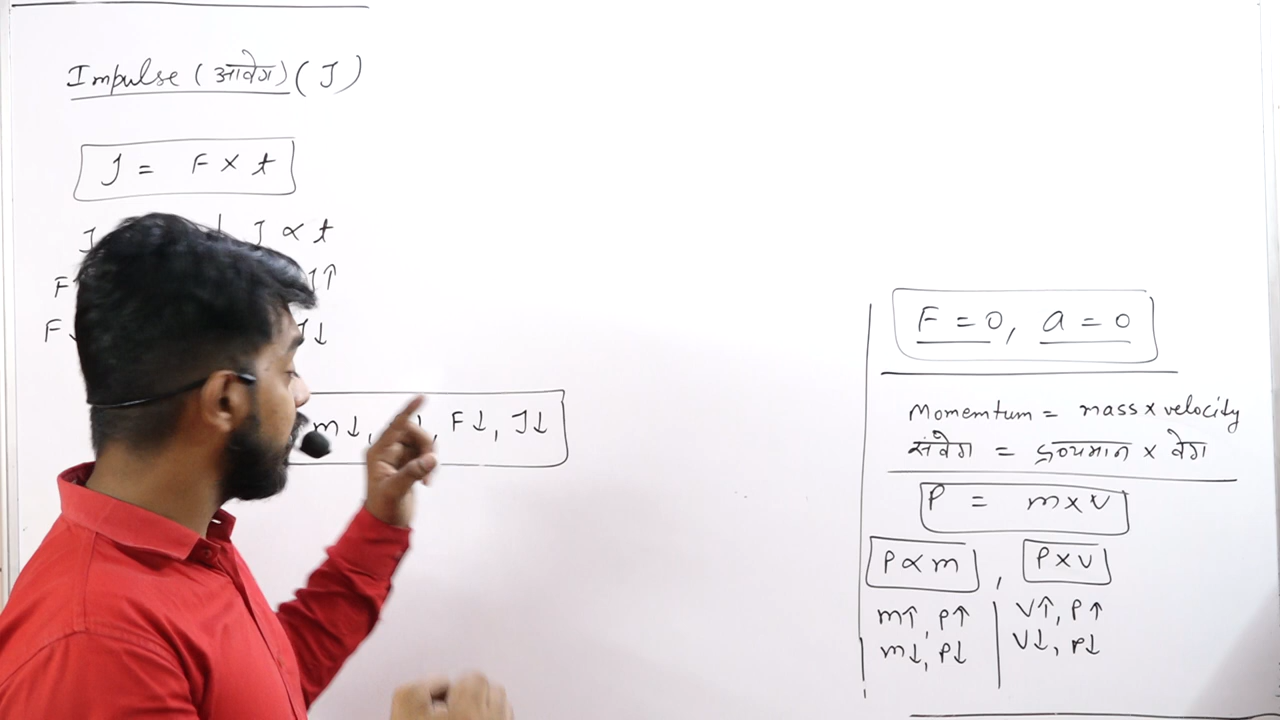 Impulse (आवेग) (J)
J = F × t
J ∝ t
F J↑
F↓ J↓
m↓, ↓, F↓, J↓
F = 0, a = 0
Momemtum = mass × velocity
संवेग = द्रव्यमान × वेग
P = m×v
P ∝ m , P × v
m↑, P↑ V↑, P↑
m↓, P↓ V↓, P↓